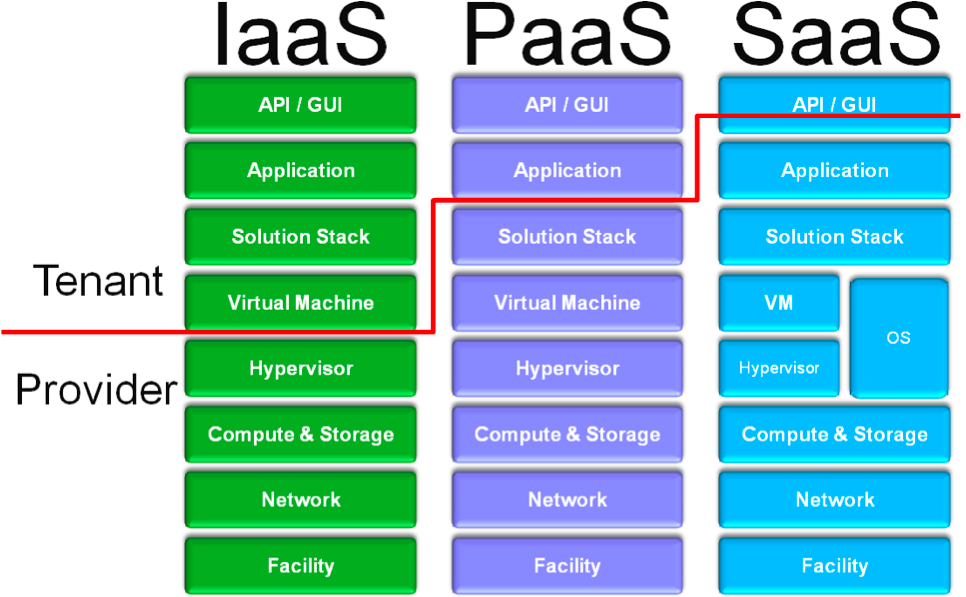 IaaS
PaaS
SaaS
Tenant
Provider
API / GUI
Application
Solution Stack
Virtual Machine
Hypervisor
Compute & Storage
Network
Facility
API / GUI
Application
Solution Stack
Virtual Machine
Hypervisor
Compute & Storage
Network
Facility
API / GUI
Application
Solution Stack
VM
OS
Hypervisor
Compute & Storage
Network
Facility